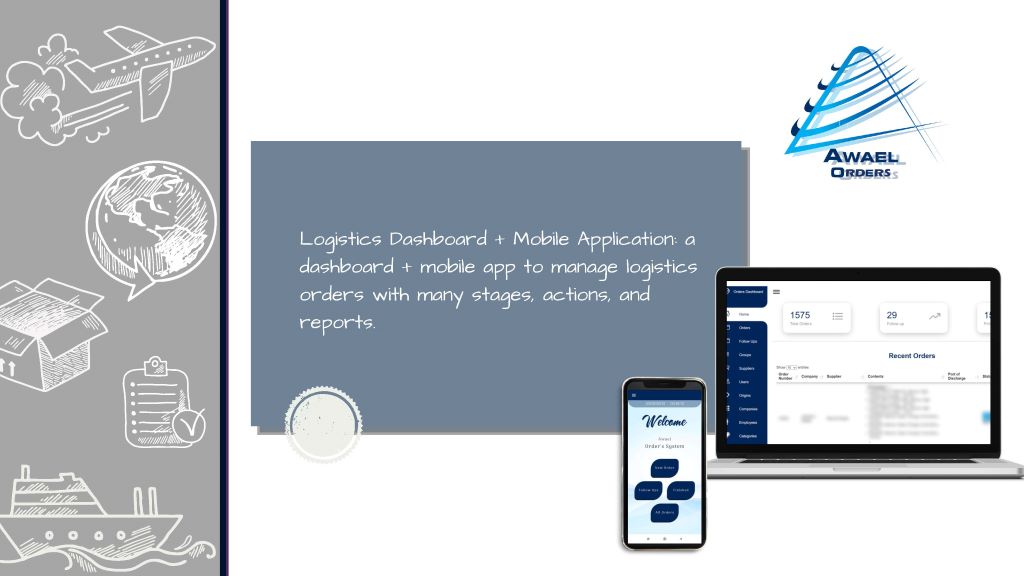 AWAEL
ORDERS
Logistics Dashboard + Mobile Application: a
dashboard + mobile app to manage logistics
orders with many stages, actions, and
reports.
Orders Dashboard
Home
Orders
Follow Ups
Groups
Suppliers
Users
Origins
Companies
Employees
Categories
1575
Total Orders
29
Follow up
Recent Orders
Show 10 entries
Order Number Company Supplier Contents Port of Discharge
Welcome
Awael
Order's System
New Order
Follow Ups
Finished
All Orders